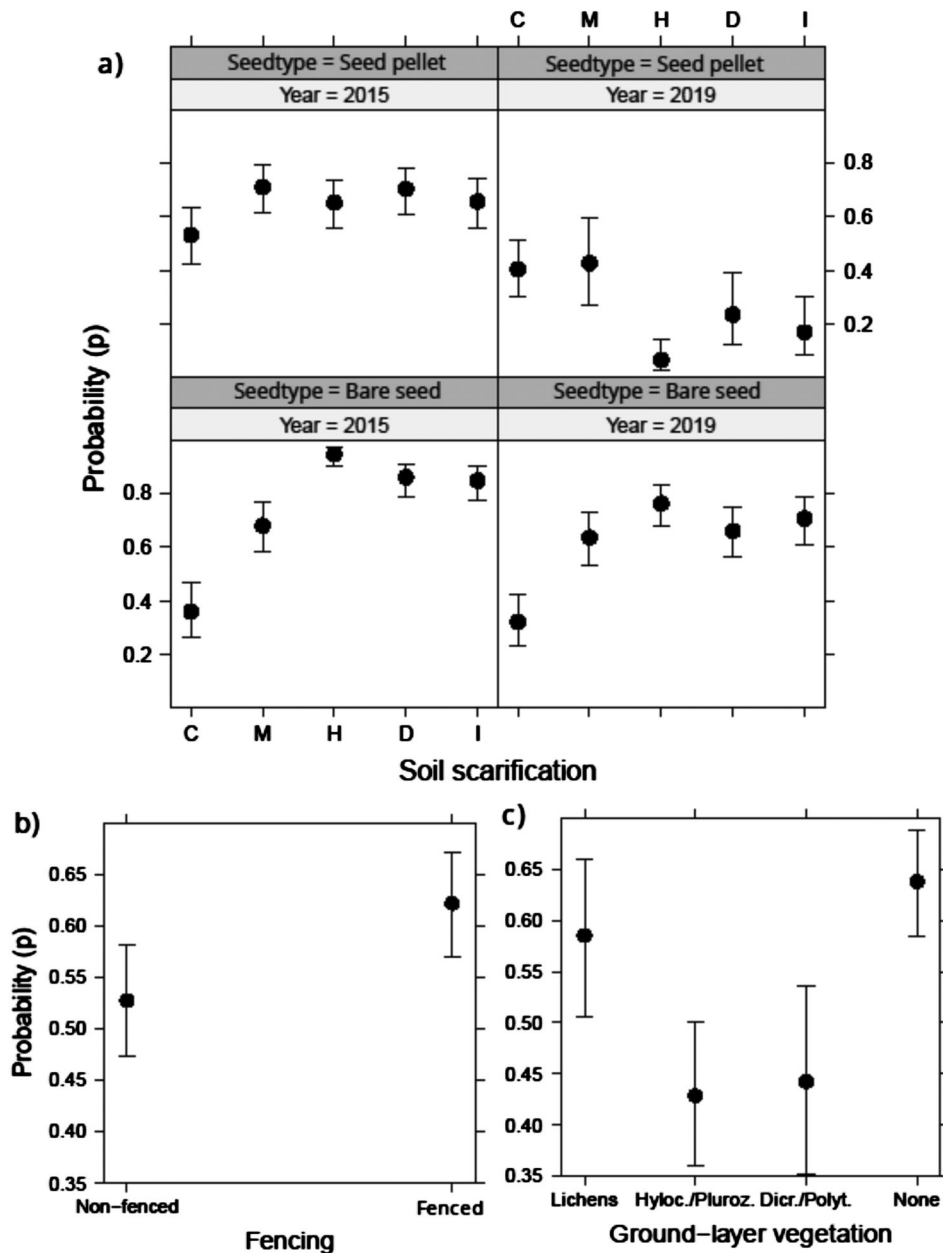 C M H D I
a)
Seedtype = Seed pellet Seedtype = Seed pellet
Year = 2015 Year = 2019
0.8
0.6
0.4
0.2
Probability (p)
Seedtype = Bare seed Seedtype = Bare seed
Year = 2015 Year = 2019
0.8
0.6
0.4
0.2
C M H D I
Soil scarification
b)
0.65
0.60
0.55
0.50
0.45
0.40
0.35
Probability (p)
Non−fenced Fenced
Fencing
c)
0.65
0.60
0.55
0.50
0.45
0.40
0.35
Lichens Hyloc./Pluroz. Dicr./Polyt. None
Ground−layer vegetation